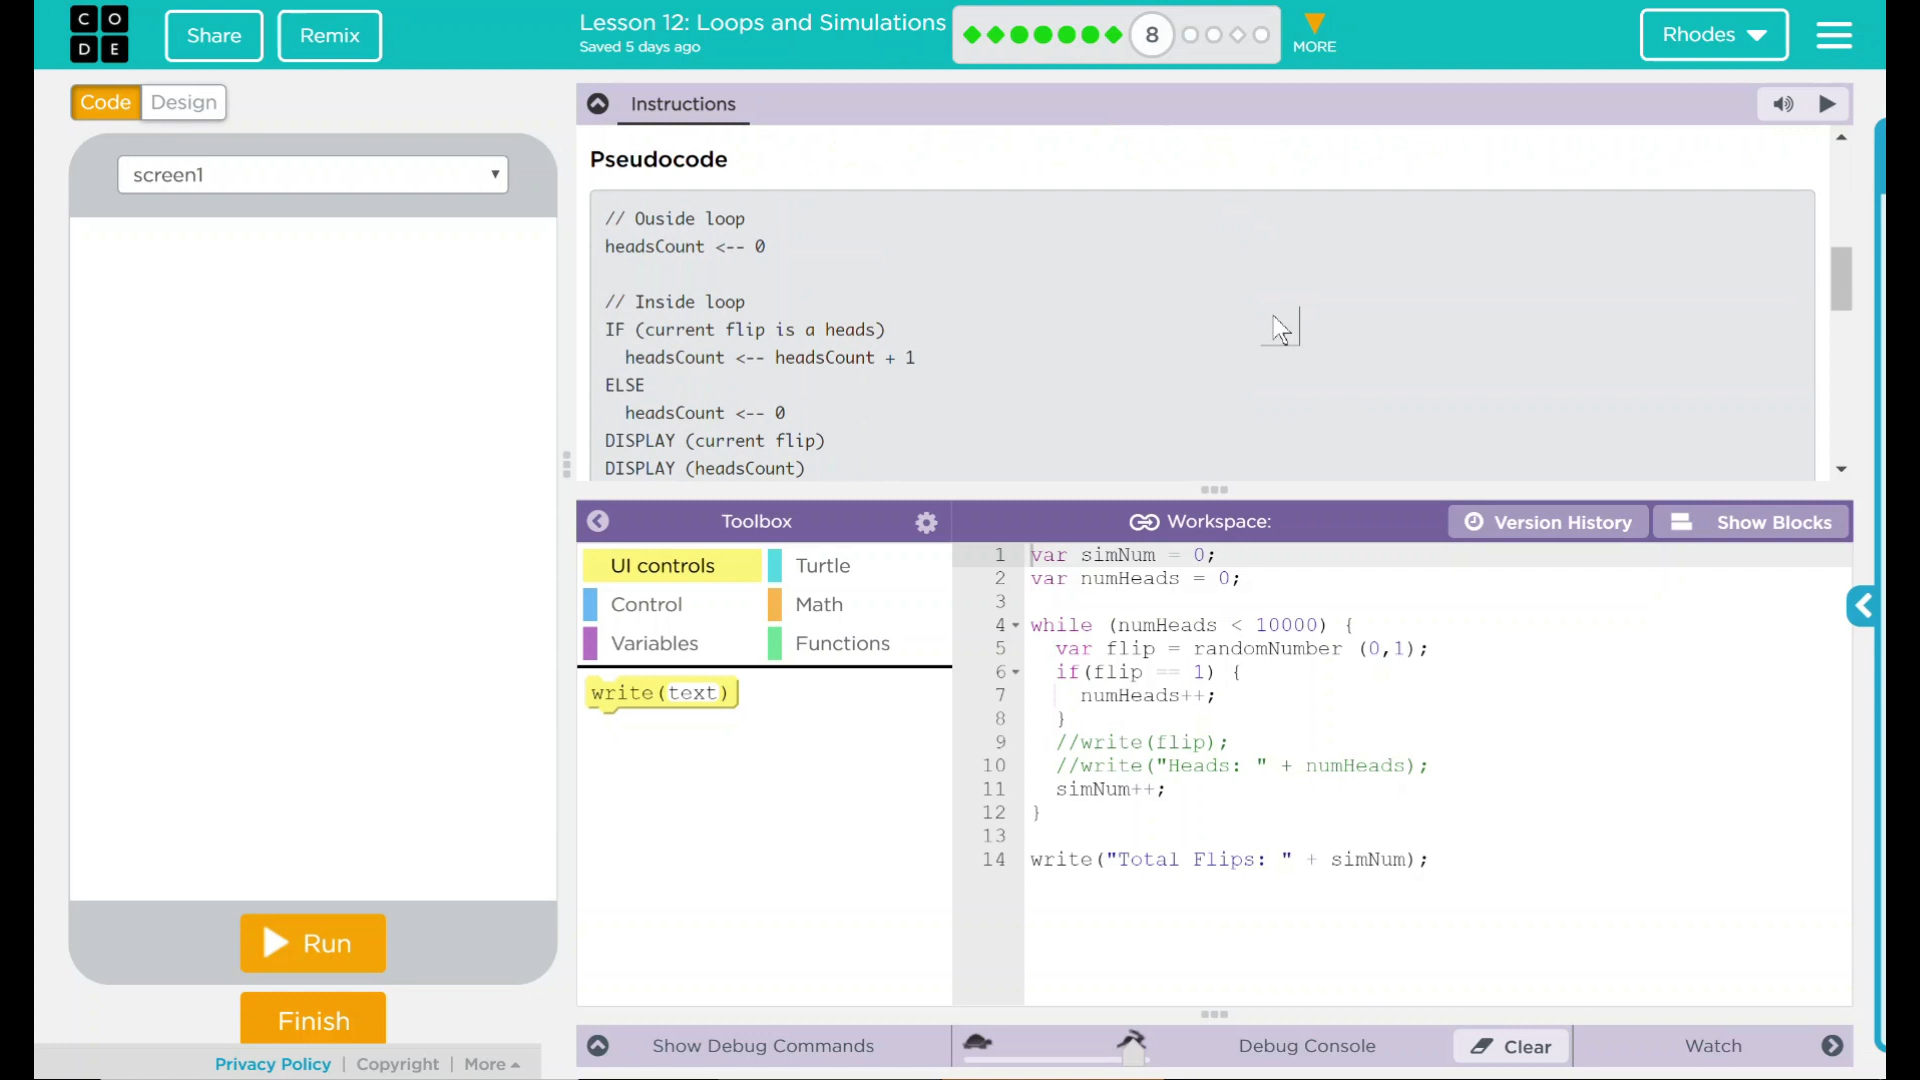 CO
DE
Share
Remix
Lesson 12: Loops and Simulations
Saved 5 days ago
8
MORE
Rhodes
Code
Design
Instructions
screen1
Pseudocode
// Ouside loop
headsCount <-- 0
// Inside loop
IF (current flip is a heads)
headsCount <-- headsCount + 1
ELSE
headsCount <-- 0
DISPLAY (current flip)
DISPLAY (headsCount)
Toolbox
Workspace:
Version History
Show Blocks
UI controls
Turtle
Control
Math
Variables
Functions
write(text)
1 var simNum = 0;
2 var numHeads = 0;
3
4 while (numHeads < 10000) {
5 var flip = randomNumber (0,1);
6 if(flip == 1) {
7 numHeads++;
8 }
9 //write(flip);
10 //write("Heads: " + numHeads);
11 simNum++;
12 }
13
14 write("Total Flips: " + simNum);
Run
Finish
Privacy Policy | Copyright | More
Show Debug Commands
Debug Console
Clear
Watch